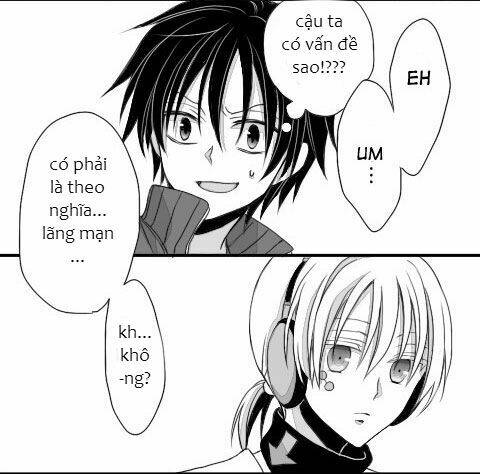 EH
UM
...
cậu ta
có vấn đề
sao!???
có phải
là theo
nghĩa...
lãng mạn
...
kh...
khô
-ng?